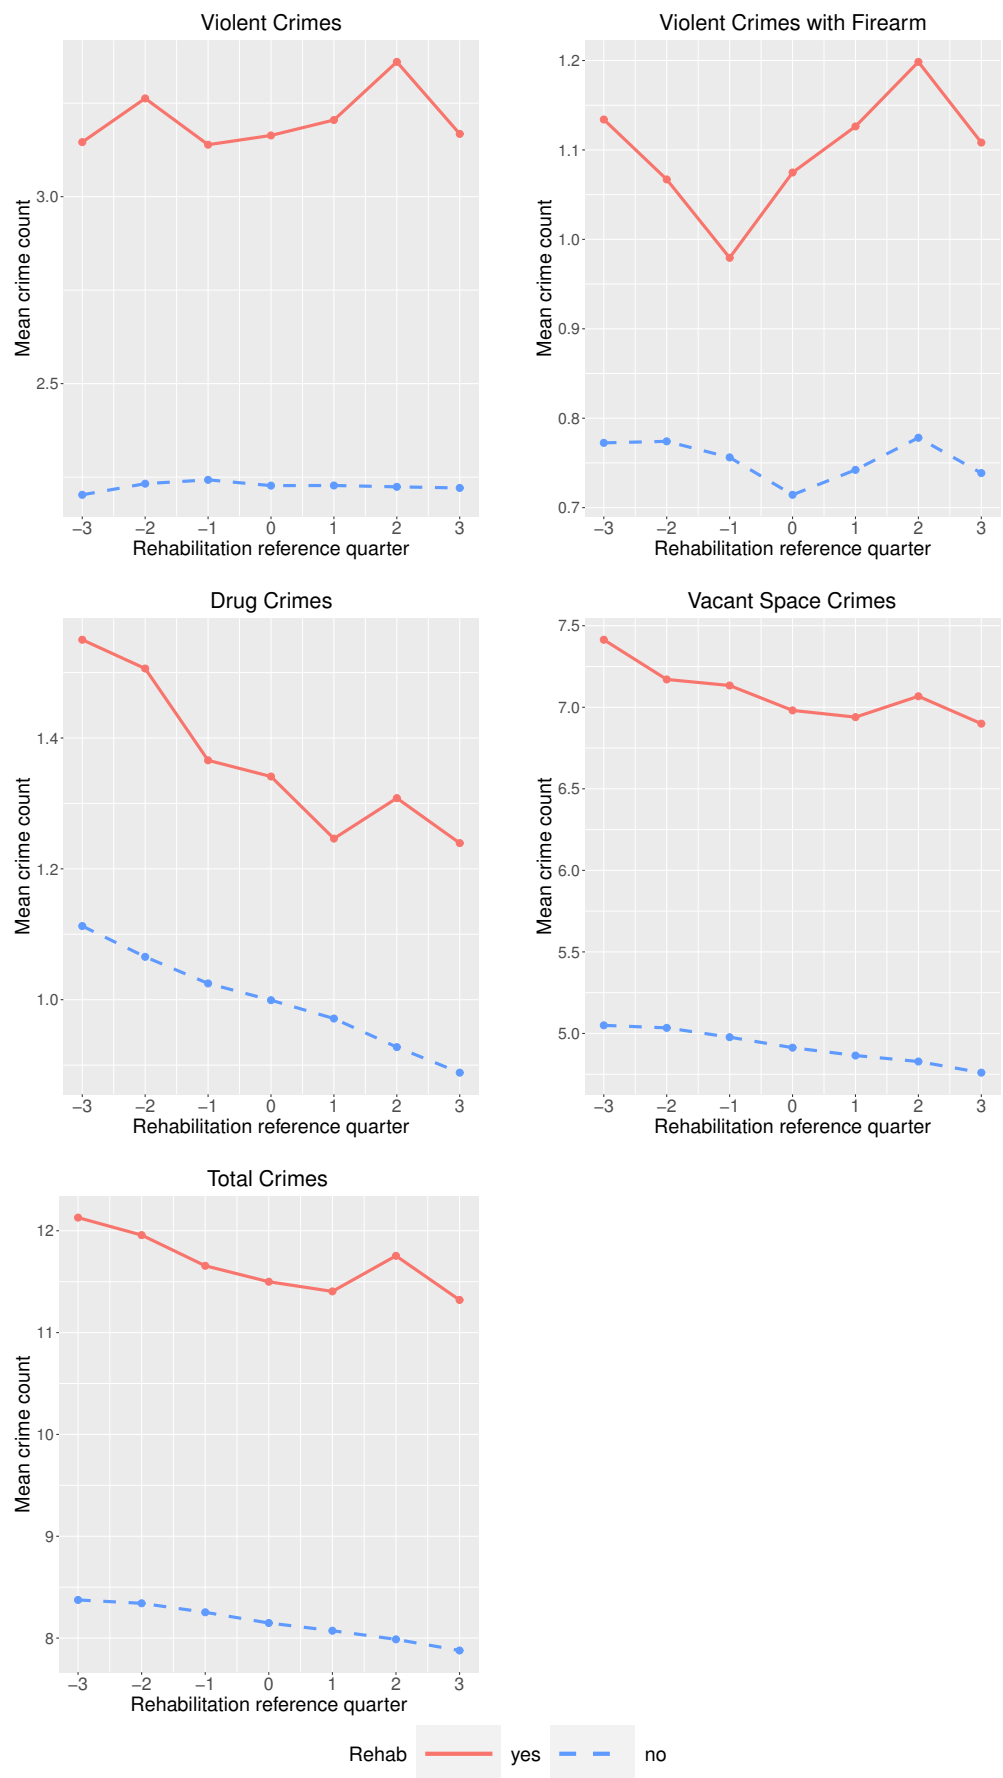 Violent Crimes
Mean crime count
3.0
2.5
−3 −2 −1 0 1 2 3
Rehabilitation reference quarter
Violent Crimes with Firearm
Mean crime count
1.2
1.1
1.0
0.9
0.8
0.7
−3 −2 −1 0 1 2 3
Rehabilitation reference quarter
Drug Crimes
Mean crime count
1.4
1.2
1.0
−3 −2 −1 0 1 2 3
Rehabilitation reference quarter
Vacant Space Crimes
Mean crime count
7.5
7.0
6.5
6.0
5.5
5.0
−3 −2 −1 0 1 2 3
Rehabilitation reference quarter
Total Crimes
Mean crime count
12
11
10
9
8
−3 −2 −1 0 1 2 3
Rehabilitation reference quarter
Rehab yes no